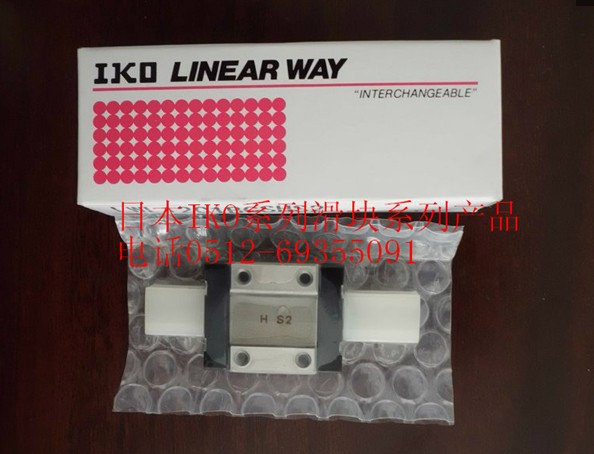 IKO LINEAR WAY
"INTERCHANGEABLE"
日本IKO系列滑块系列产品
电话0512-69355091
H S2